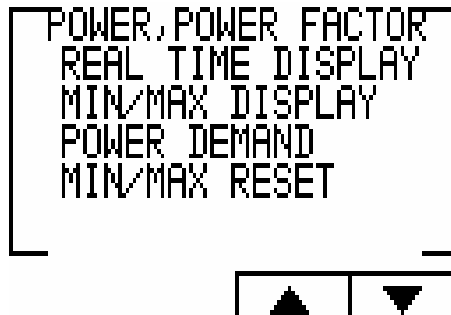 POWER,POWER FACTOR
REAL TIME DISPLAY
MIN/MAX DISPLAY
POWER DEMAND
MIN/MAX RESET